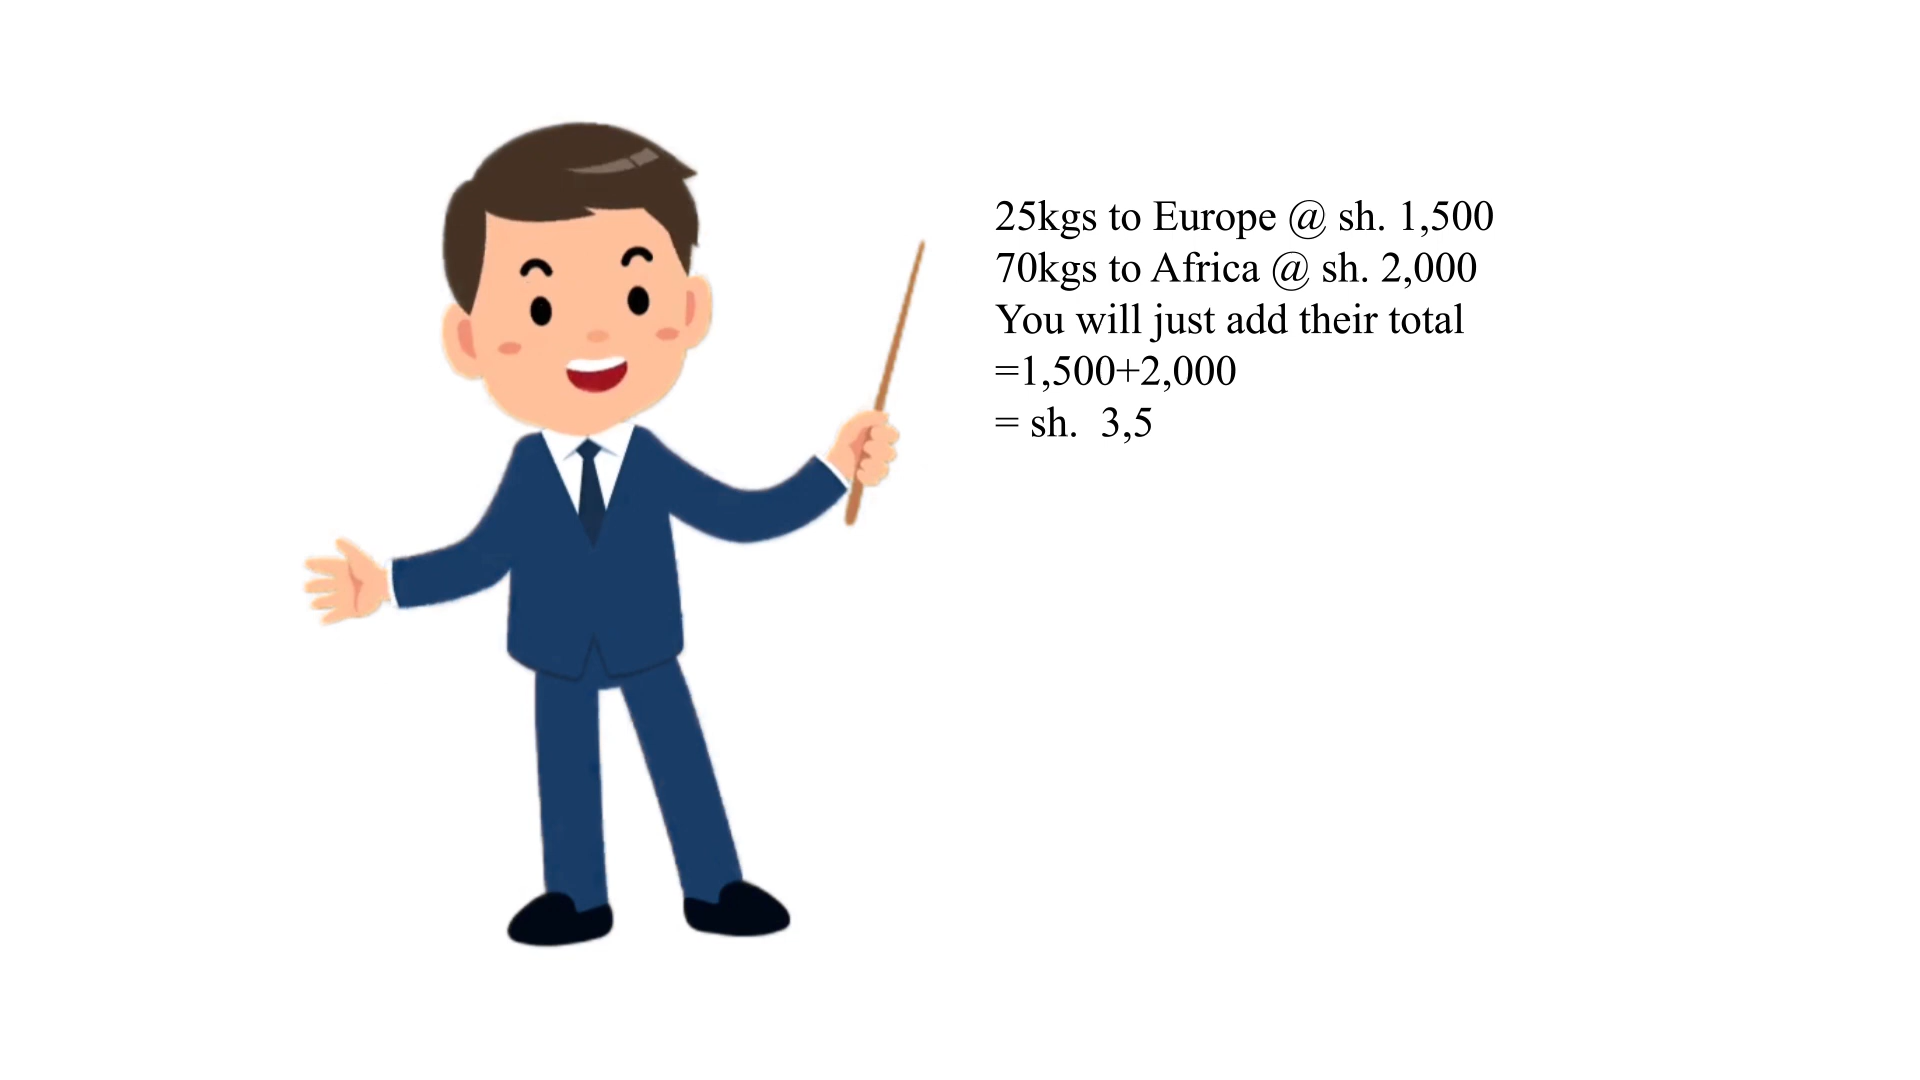 25kgs to Europe @ sh. 1,500
70kgs to Africa @ sh. 2,000
You will just add their total
=1,500+2,000
= sh.  3,5